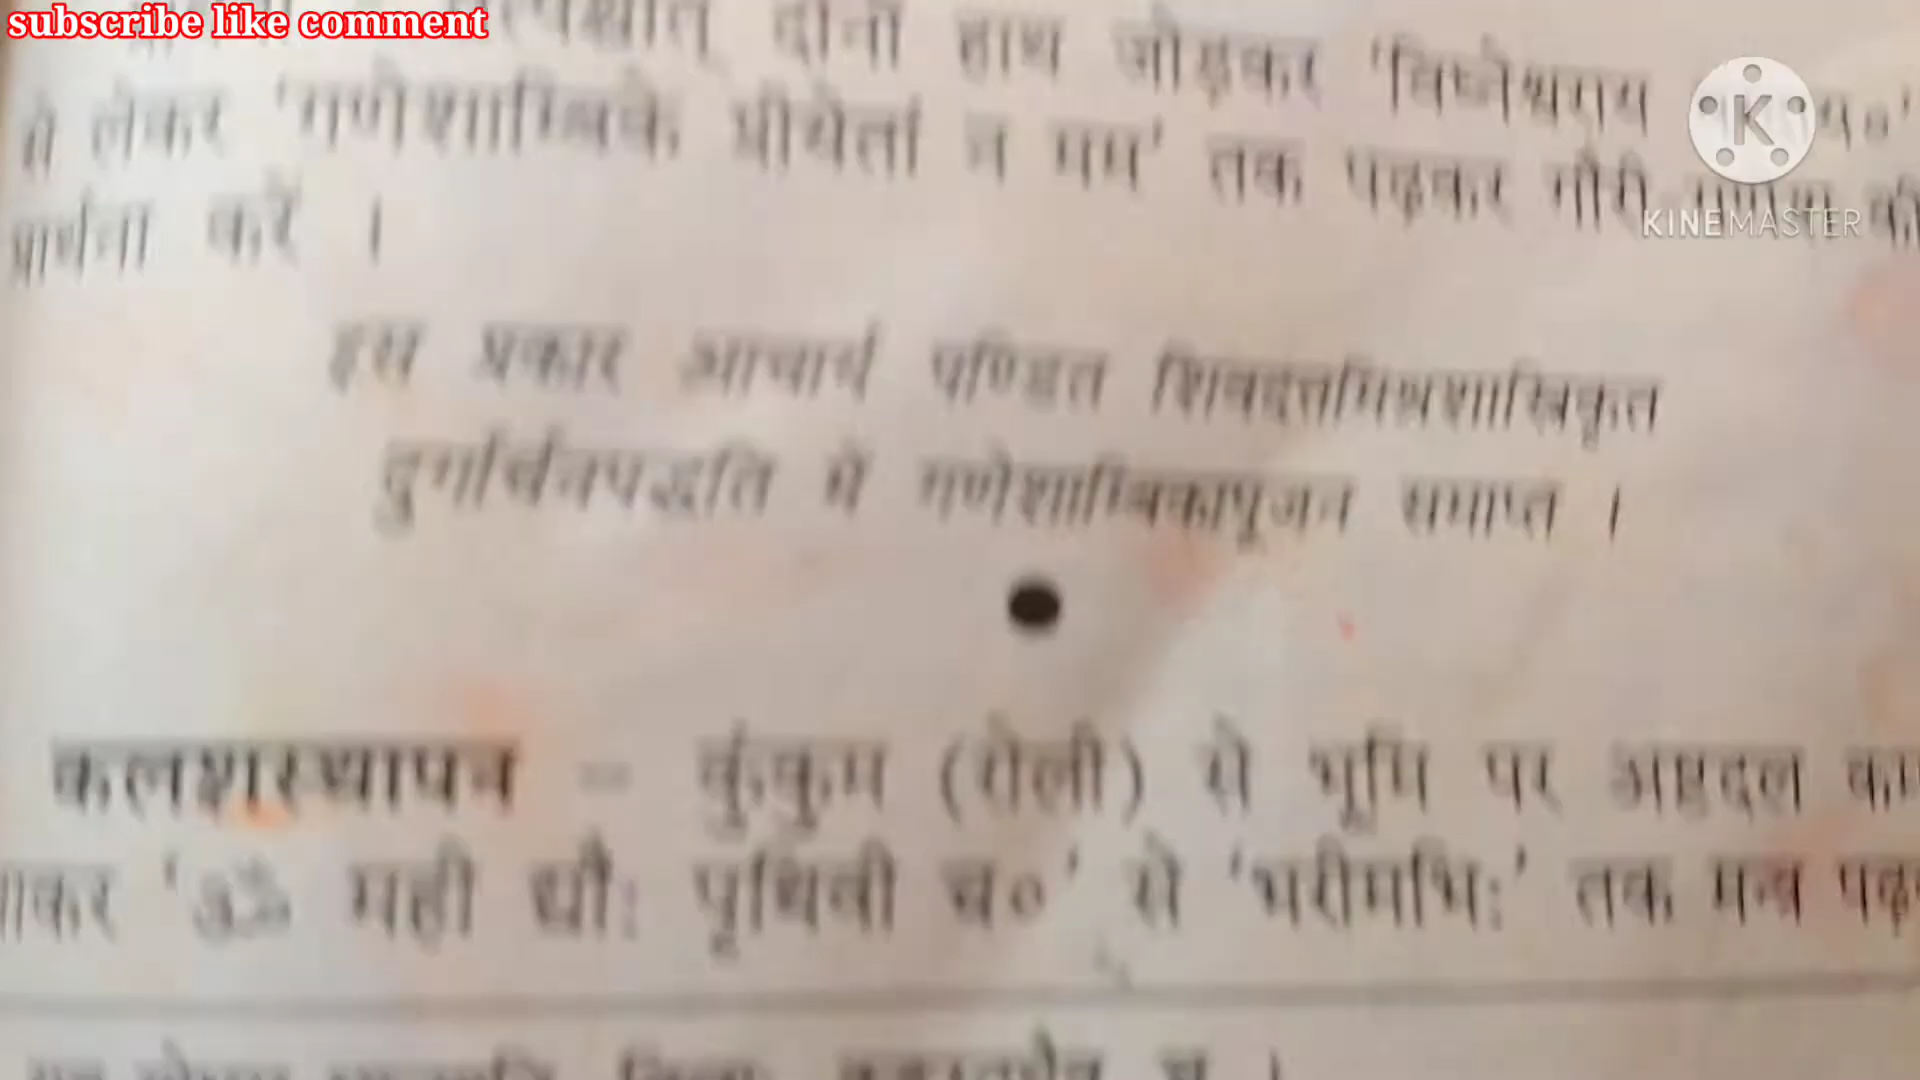 subscribe like comment
दोनों हाथ जोड़कर 'विघ्नेश्वराय
से लेकर 'गणेशाम्बिके प्रीयेतां न मम' तक पढ़कर गौरी
KINEMASTER
प्रार्थना करें ।
इस प्रकार आचार्य पण्डित शिवदत्तमिश्रशास्त्रिकृत
दुर्गार्चनपद्धति में गणेशाम्बिकापूजन समाप्त ।
कलशस्थापन – कुंकुम (रोली) से भूमि पर अष्टदल
'ॐ मही द्यौः पृथिवी च०' से 'भरीमभिः' तक मन्त्र